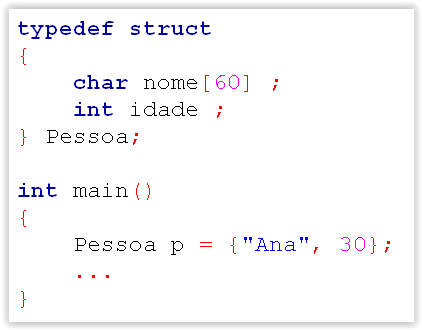 typedef struct
{
    char nome[60] ;
    int idade ;
} Pessoa;

int main()
{
    Pessoa p = {"Ana", 30};
    ...
}